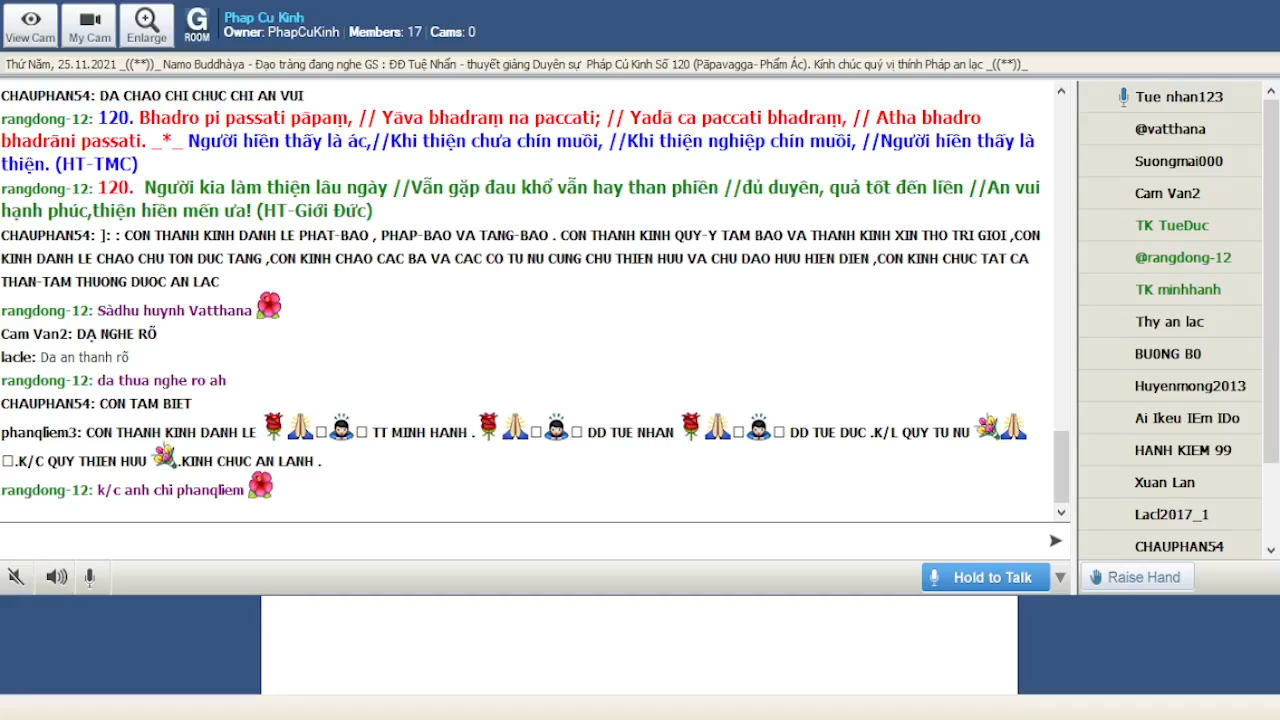 View Cam
My Cam
Enlarge
G
ROOM
Phap Cu Kinh
Owner: PhapCuKinh | Members: 17 | Cams: 0
Thứ Năm, 25.11.2021 _((**))_ Namo Buddhàya - Đạo tràng đang nghe GS : ĐĐ Tuệ Nhẫn - thuyết giảng Duyên sự Pháp Cú Kinh Số 120 (Pāpavagga- Phẩm Ác). Kính chúc quý vị thính Pháp an lạc _((**))_
CHAUPHAN54: DA CHAO CHI CHUC CHI AN VUI
rangdong-12: 120. Bhadro pi passati pāpaṃ, // Yāva bhadraṃ na paccati; // Yadā ca paccati bhadraṃ, // Atha bhadro
bhadrāni passati. _*_ Người hiền thấy là ác,//Khi thiện chưa chín muồi, //Khi thiện nghiệp chín muồi, //Người hiền thấy là
thiện. (HT-TMC)
rangdong-12: 120. Người kia làm thiện lâu ngày //Vẫn gặp đau khổ vẫn hay than phiền //đủ duyên, quả tốt đến liền //An vui
hạnh phúc,thiện hiền mến ưa! (HT-Giới Đức)
CHAUPHAN54: ]: : CON THANH KINH DANH LE PHAT-BAO , PHAP-BAO VA TANG-BAO . CON THANH KINH QUY-Y TAM BAO VA THANH KINH XIN THO TRI GIOI ,CON
KINH DANH LE CHAO CHU TON DUC TANG ,CON KINH CHAO CAC BA VA CAC CO TU NU CUNG CHU THIEN HUU VA CHU DAO HUU HIEN DIEN ,CON KINH CHUC TAT CA
THAN-TAM THUONG DUOC AN LAC
rangdong-12: Sàdhu huynh Vatthana
Cam Van2: DẠ NGHE RÕ
lacle: Da an thanh rõ
rangdong-12: da thua nghe ro ah
CHAUPHAN54: CON TAM BIET
phanqliem3: CON THANH KINH DANH LE 🌹🙏🙇 TT MINH HANH . 🌹🙏🙇 DD TUE NHAN 🌹🙏🙇 DD TUE DUC .K/L QUY TU NU 💐🙏
.K/C QUY THIEN HUU 💐.KINH CHUC AN LANH .
rangdong-12: k/c anh chi phanqliem
Hold to Talk
Tue nhan123
@vatthana
Suongmai000
Cam Van2
TK TueDuc
@rangdong-12
TK minhhanh
Thy an lac
BU0NG B0
Huyenmong2013
Ai Ikeu IEm IDo
HANH KIEM 99
Xuan Lan
Lacl2017_1
CHAUPHAN54
Raise Hand